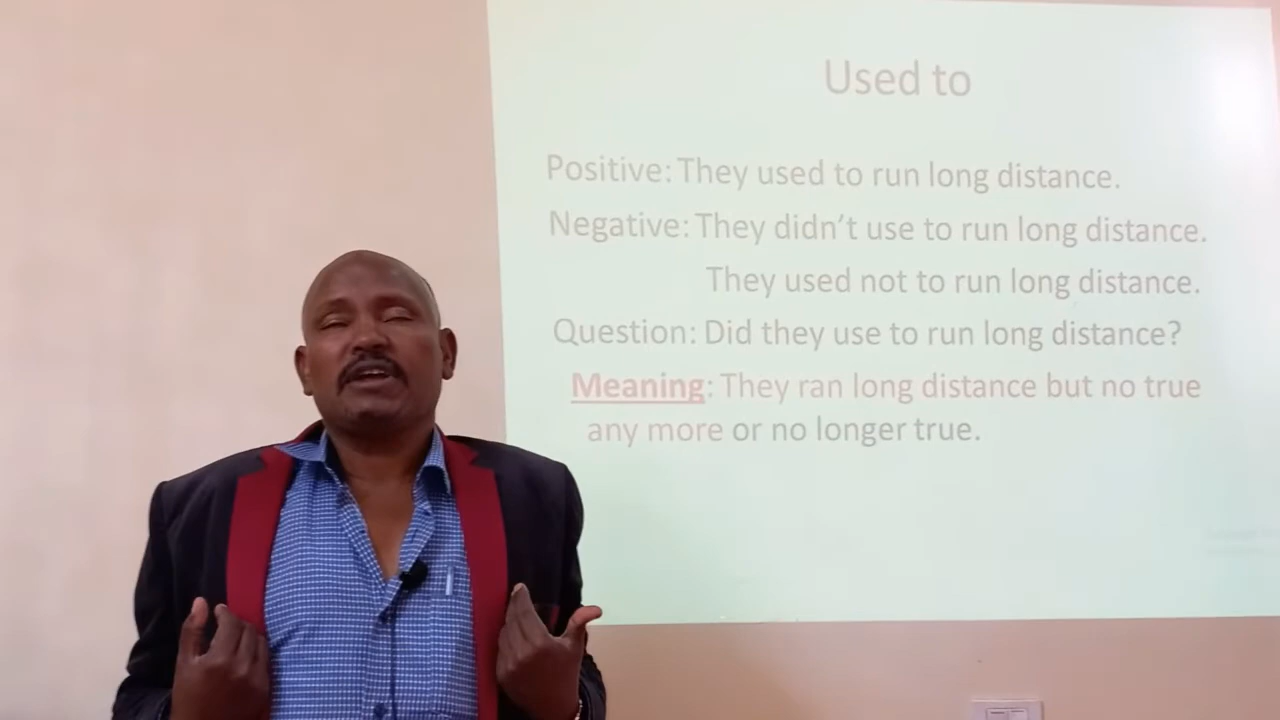 Used to
Positive: They used to run long distance.
Negative: They didn't use to run long distance.
They used not to run long distance.
Question: Did they use to run long distance?
Meaning: They ran long distance but no true
any more or no longer true.